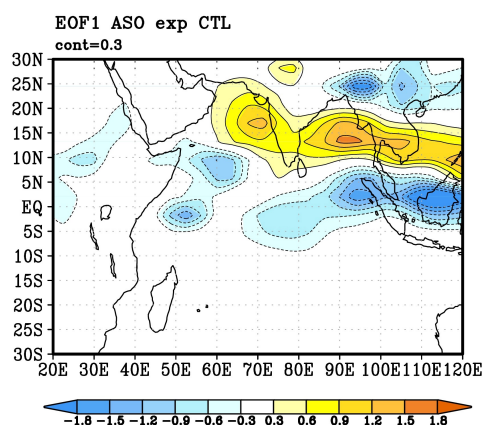 EOF1 ASO exp CTL
cont=0.3
30N
20N
15N
10N
5N
EQ
5S
10S
15S
20S
25S
30S
20E 30E 40E 50E 60E 70E 80E 90E 100E 110E 120E
-1.8 -1.5 -1.2 -0.9 -0.6 -0.3 0.3 0.6 0.9 1.2 1.5 1.8